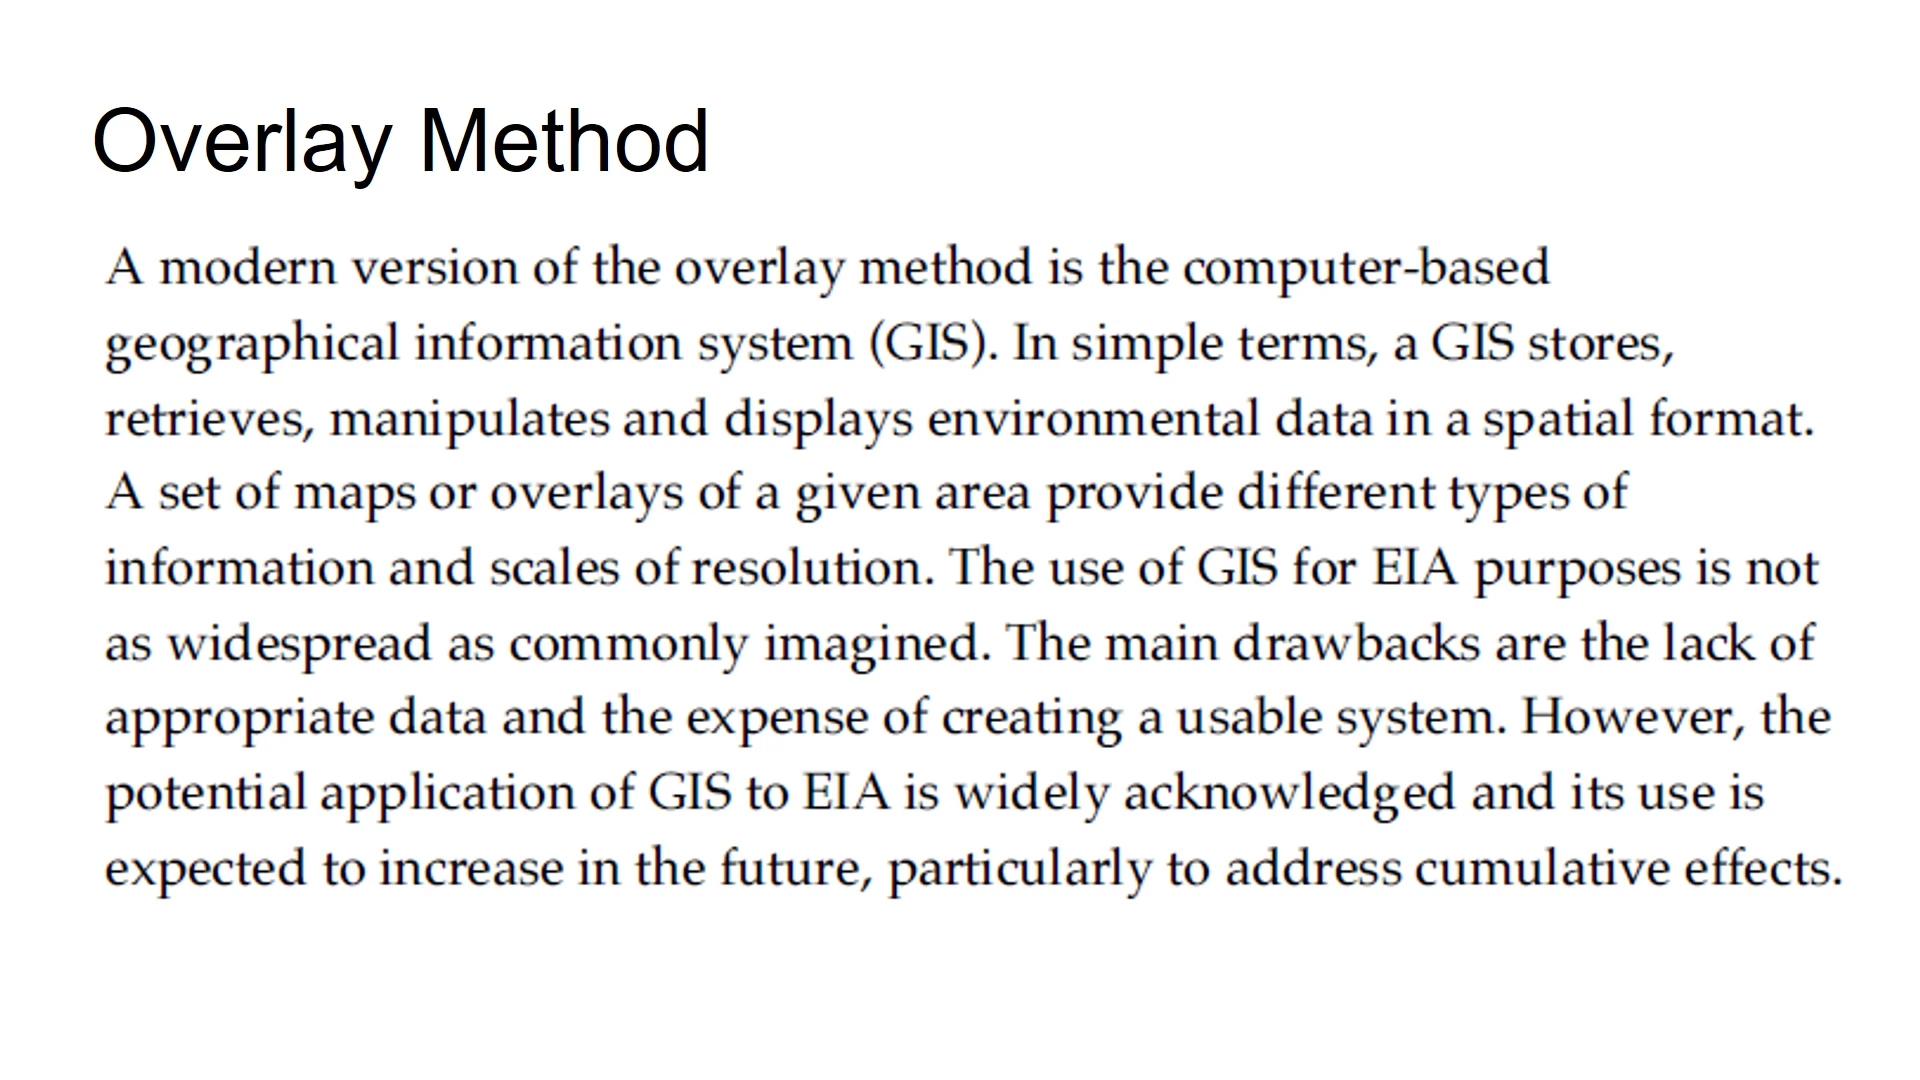 Overlay Method
A modern version of the overlay method is the computer-based
geographical information system (GIS). In simple terms, a GIS stores,
retrieves, manipulates and displays environmental data in a spatial format.
A set of maps or overlays of a given area provide different types of
information and scales of resolution. The use of GIS for EIA purposes is not
as widespread as commonly imagined. The main drawbacks are the lack of
appropriate data and the expense of creating a usable system. However, the
potential application of GIS to EIA is widely acknowledged and its use is
expected to increase in the future, particularly to address cumulative effects.